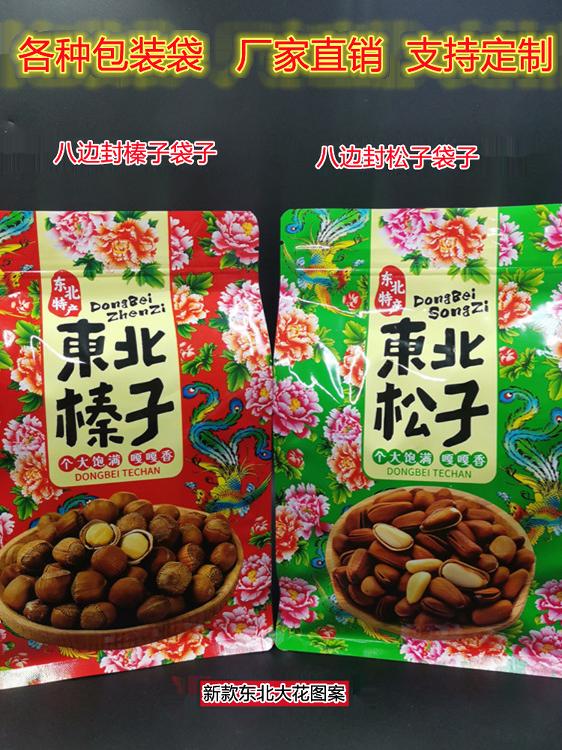 各种包装袋 厂家直销 支持定制
八边封榛子袋子
八边封松子袋子
东北特产
DongBei
ZhenZi
東北
榛子
个大饱满 嘎嘎香
DONGBEI TECHAN
东北特产
DongBei
SongZi
東北
松子
个大饱满 嘎嘎香
DONGBEI TECHAN
新款东北大花图案